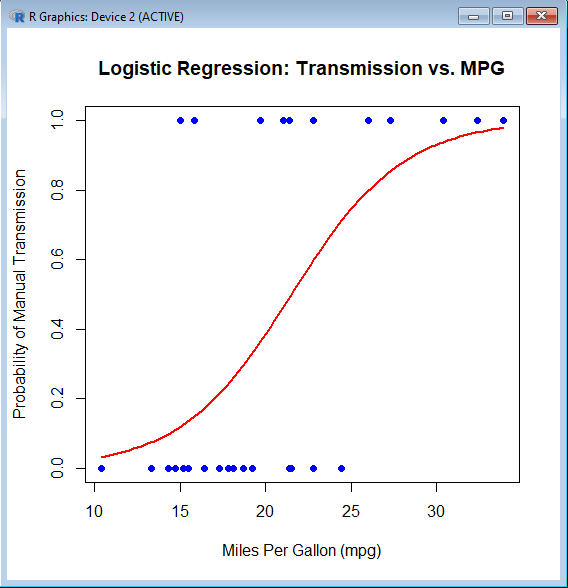 R Graphics: Device 2 (ACTIVE)
Logistic Regression: Transmission vs. MPG
Probability of Manual Transmission
1.0
0.8
0.6
0.4
0.2
0.0
10 15 20 25 30
Miles Per Gallon (mpg)